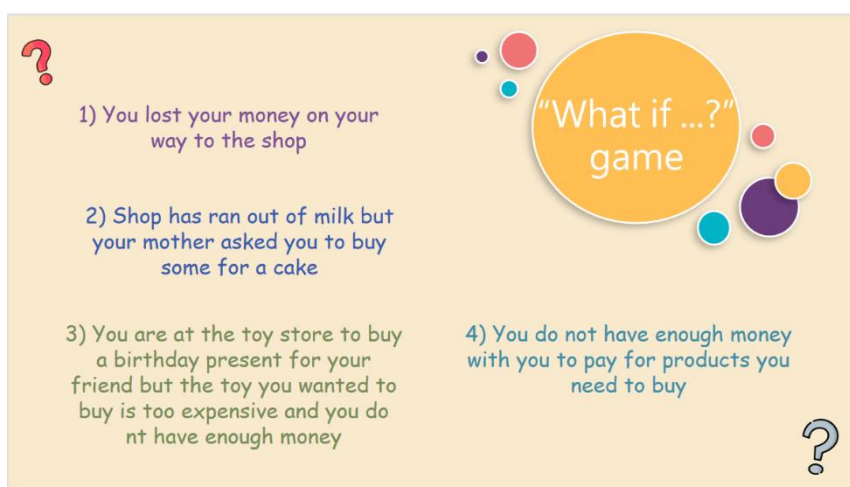 "What if ...?"
game
1) You lost your money on your
way to the shop
2) Shop has ran out of milk but
your mother asked you to buy
some for a cake
3) You are at the toy store to buy
a birthday present for your
friend but the toy you wanted to
buy is too expensive and you do
nt have enough money
4) You do not have enough money
with you to pay for products you
need to buy